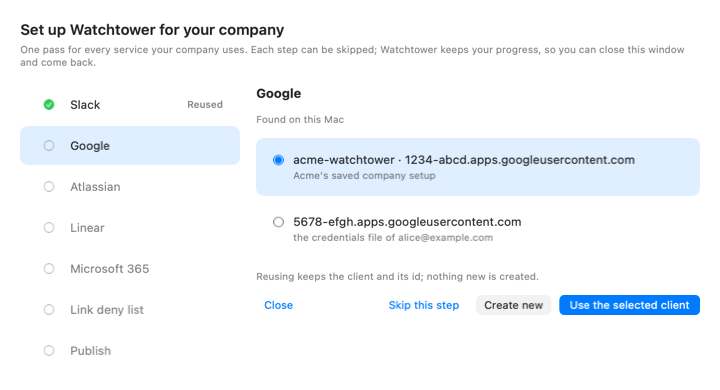 Set up Watchtower for your company
One pass for every service your company uses. Each step can be skipped; Watchtower keeps your progress, so you can close this window
and come back.
Slack Reused
Google
Atlassian
Linear
Microsoft 365
Link deny list
Publish
Google
Found on this Mac
acme-watchtower · 1234-abcd.apps.googleusercontent.com
Acme's saved company setup
5678-efgh.apps.googleusercontent.com
the credentials file of alice@example.com
Reusing keeps the client and its id; nothing new is created.
Close Skip this step Create new Use the selected client